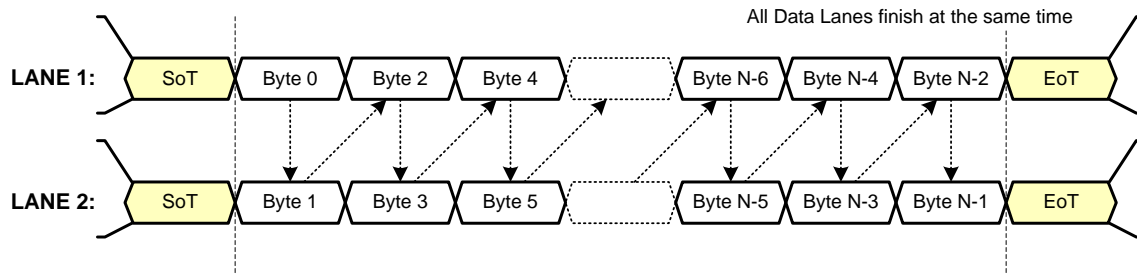 All Data Lanes finish at the same time
LANE 1: SoT Byte 0 Byte 2 Byte 4 Byte N-6 Byte N-4 Byte N-2 EoT
LANE 2: SoT Byte 1 Byte 3 Byte 5 Byte N-5 Byte N-3 Byte N-1 EoT